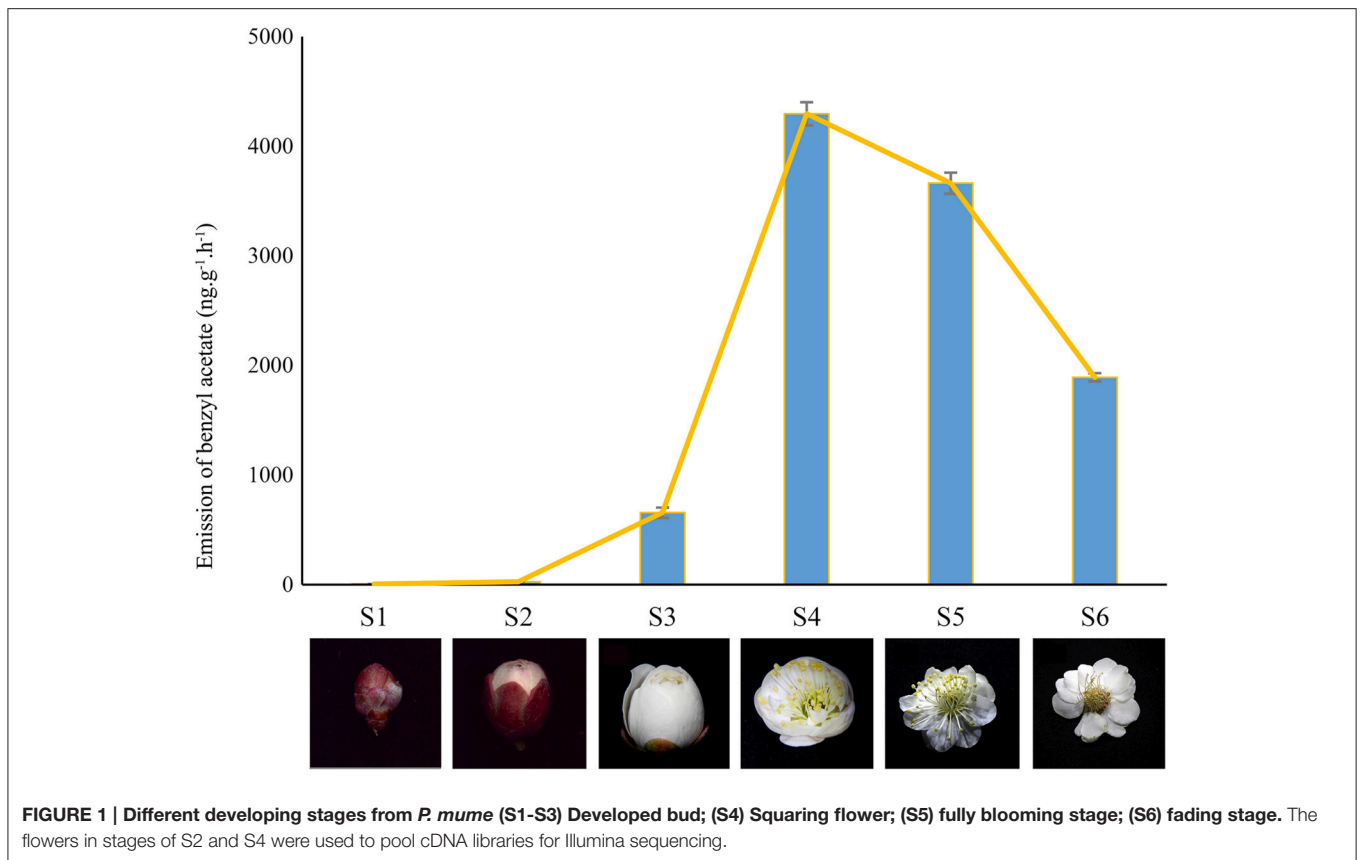 5000
4000
3000
2000
1000
0
Emission of benzyl acetate (ng.g⁻¹.h⁻¹)
S1 S2 S3 S4 S5 S6
FIGURE 1 | Different developing stages from P. mume (S1-S3) Developed bud; (S4) Squaring flower; (S5) fully blooming stage; (S6) fading stage. The
flowers in stages of S2 and S4 were used to pool cDNA libraries for Illumina sequencing.